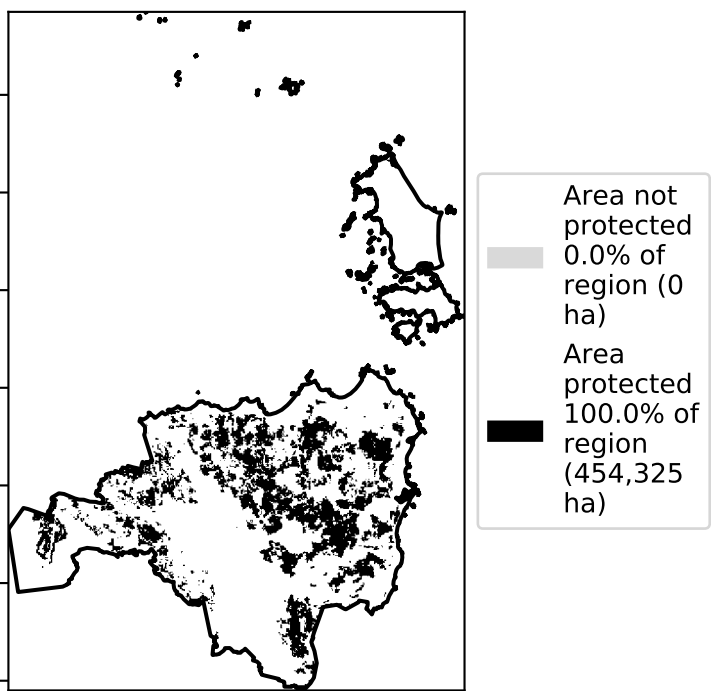 Area not
protected
0.0% of
region (0
ha)
Area
protected
100.0% of
region
(454,325
ha)